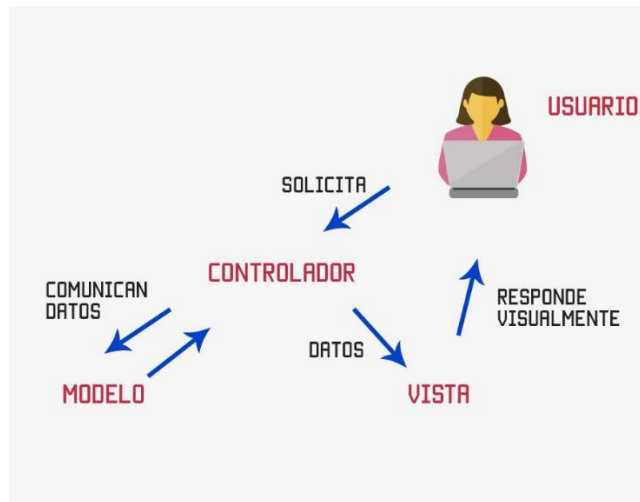 USUARIO
SOLICITA
CONTROLADOR
COMUNICAN
DATOS
DATOS
RESPONDE
VISUALMENTE
MODELO
VISTA